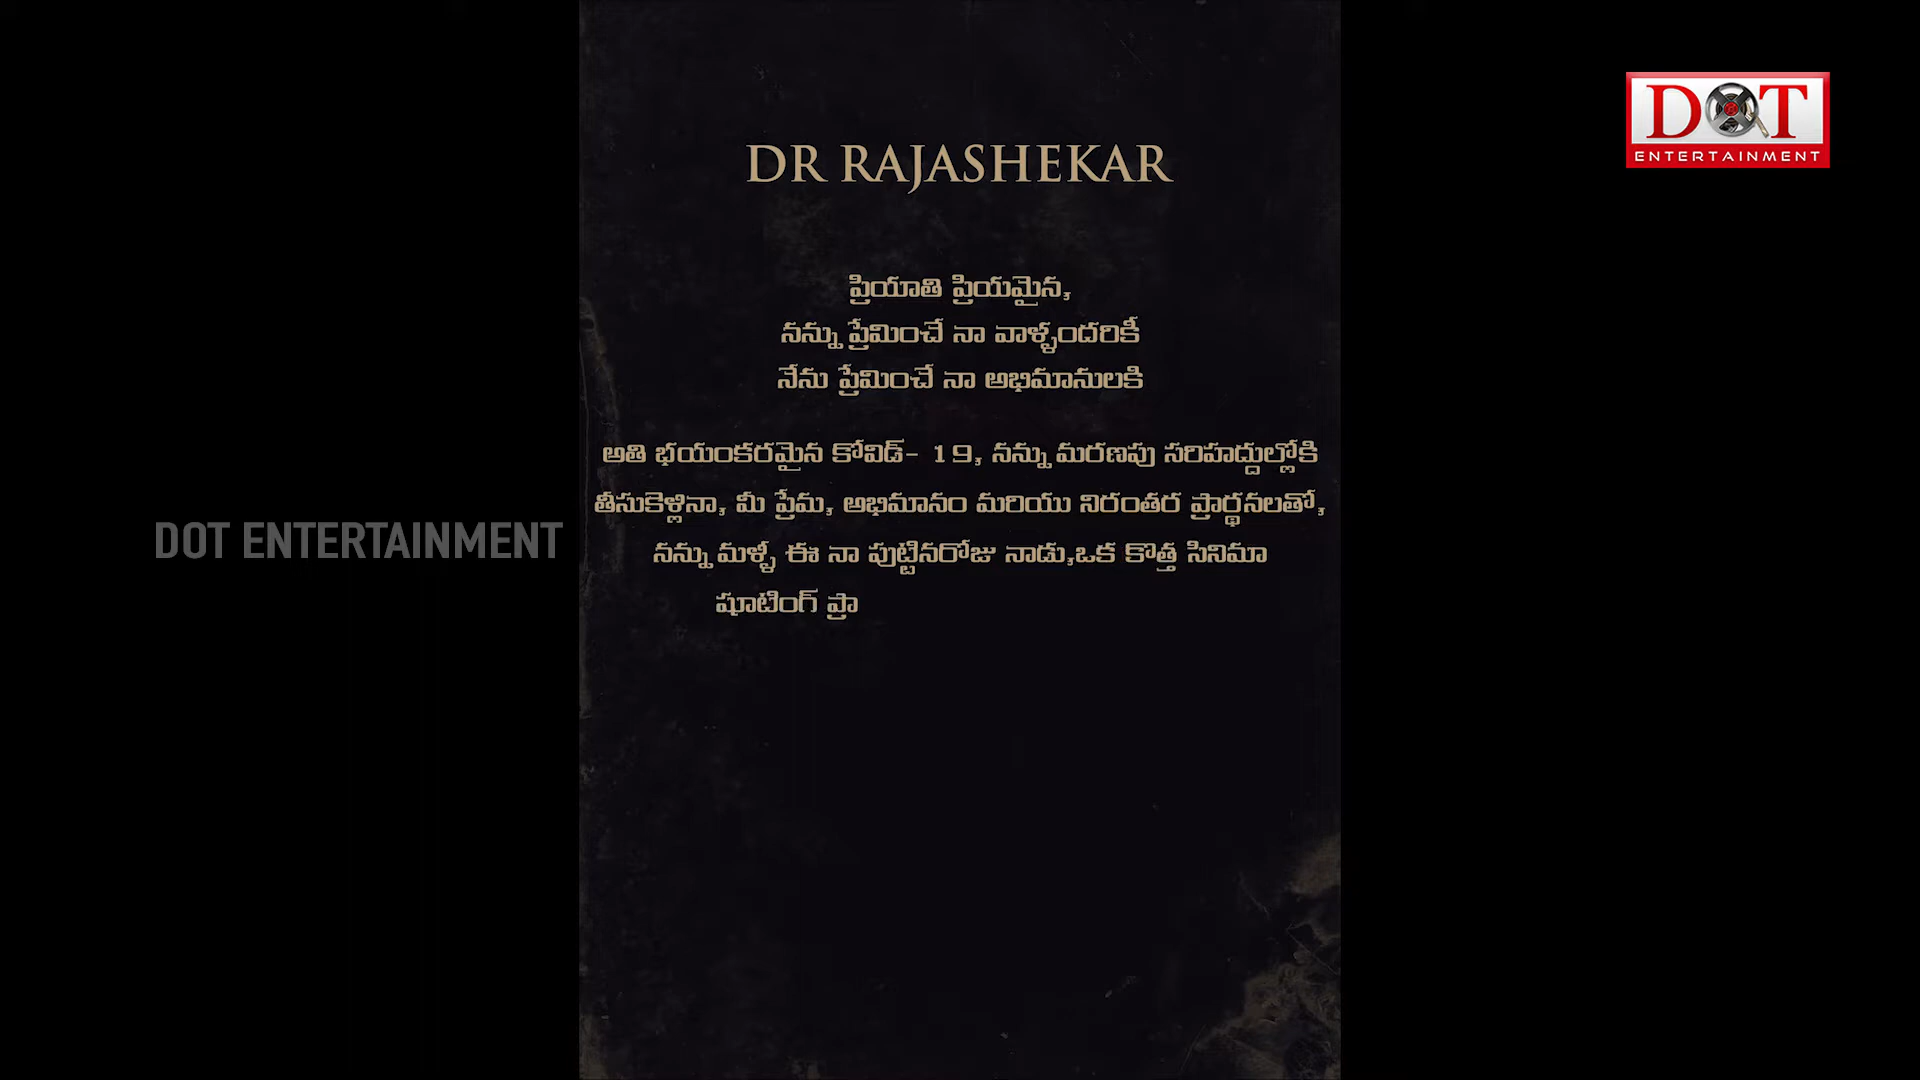 DOT
ENTERTAINMENT
DR RAJASHEKAR
ప్రియాతి ప్రియమైన,
నన్ను ప్రేమించే నా వాళ్ళందరికీ
నేను ప్రేమించే నా అభిమానులకి
అతి భయంకరమైన కోవిడ్- 19, నన్ను మరణపు సరిహద్దుల్లోకి
తీసుకెళ్లినా, మీ ప్రేమ, అభిమానం మరియు నిరంతర ప్రార్థనలతో,
నన్ను మళ్ళీ ఈ నా పుట్టినరోజు నాడు,ఒక కొత్త సినిమా
షూటింగ్ ప్రా
DOT ENTERTAINMENT